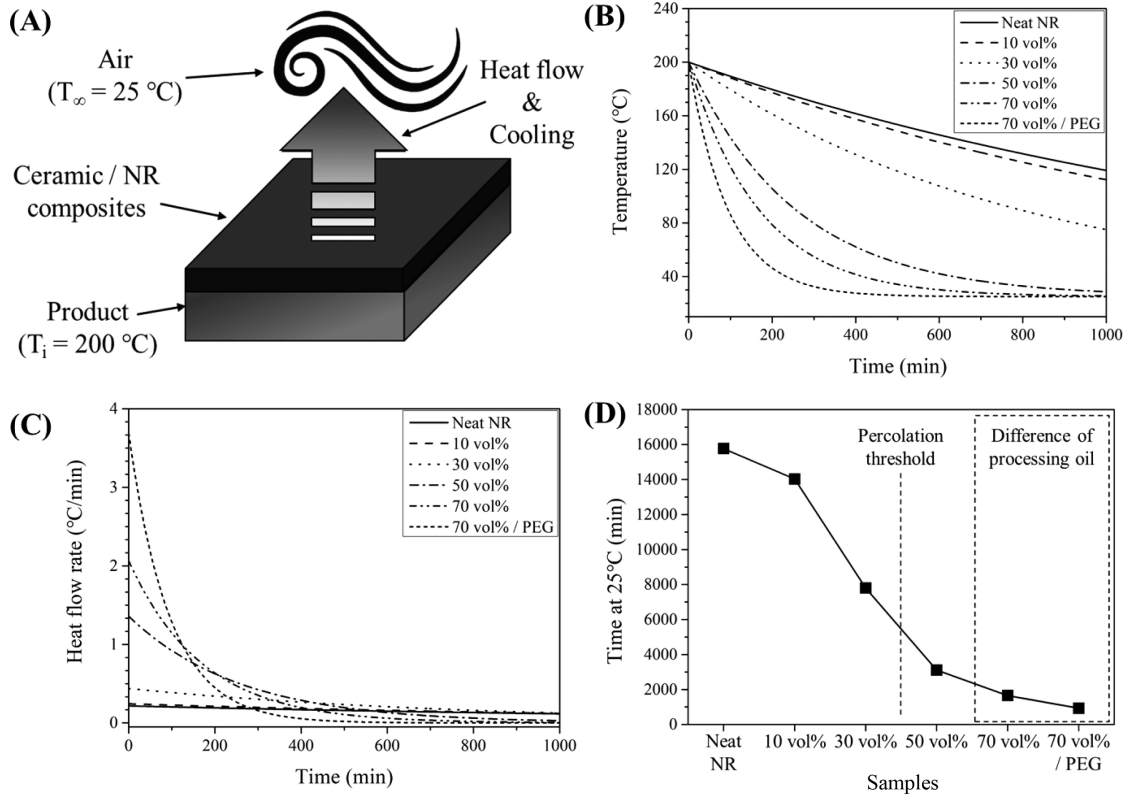 (A)
Air
(T∞ = 25 ℃)
Heat flow
&
Cooling
Ceramic / NR
composites
Product
(Ti = 200 ℃)
(B)
Temperature (℃)
240
200
160
120
80
40
0
200
400
600
800
1000
Time (min)
Neat NR
10 vol%
30 vol%
50 vol%
70 vol%
70 vol% / PEG
(C)
Heat flow rate (℃/min)
4
3
2
1
0
0
200
400
600
800
1000
Time (min)
Neat NR
10 vol%
30 vol%
50 vol%
70 vol%
70 vol% / PEG
(D)
Time at 25℃ (min)
18000
16000
14000
12000
10000
8000
6000
4000
2000
0
Percolation
threshold
Difference of
processing oil
Neat
NR
10 vol%
30 vol%
50 vol%
70 vol%
70 vol%
/ PEG
Samples